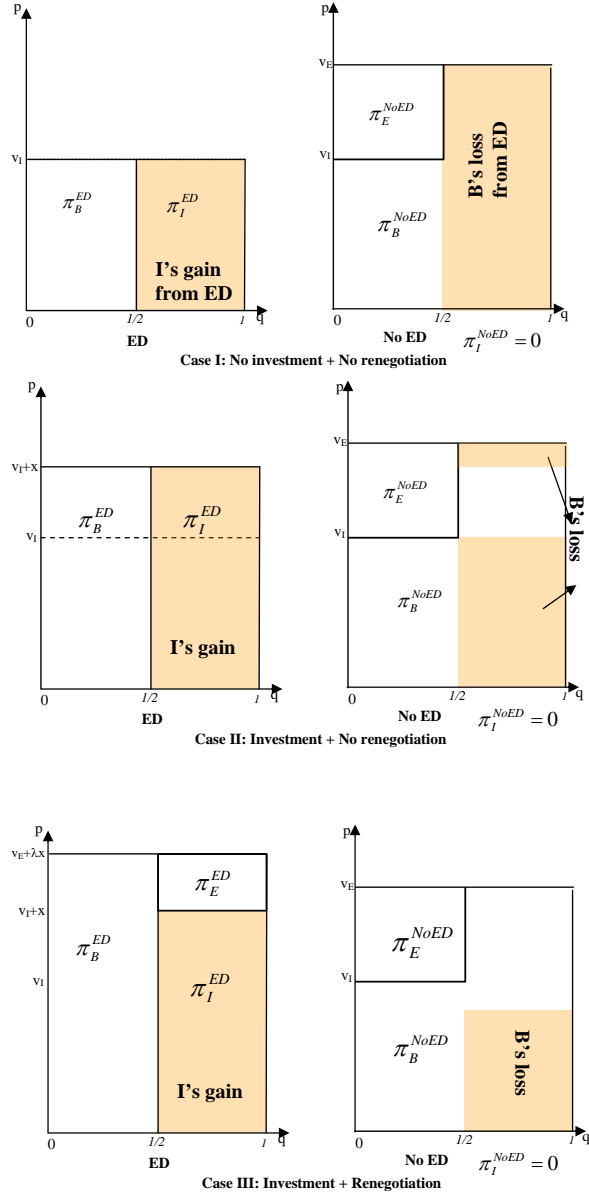 p
v_I
π_B^{ED}
π_I^{ED}
I's gain
from ED
0
1/2
1
q
ED
p
v_E
π_E^{NoED}
v_I
π_B^{NoED}
B's loss
from ED
0
1/2
1
q
No ED
π_I^{NoED} = 0
Case I: No investment + No renegotiation
p
v_I+x
π_B^{ED}
π_I^{ED}
v_I
I's gain
0
1/2
1
q
ED
p
v_E
π_E^{NoED}
v_I
π_B^{NoED}
B's loss
0
1/2
1
q
No ED
π_I^{NoED} = 0
Case II: Investment + No renegotiation
p
v_E+λx
π_E^{ED}
v_I+x
π_B^{ED}
v_I
π_I^{ED}
I's gain
0
1/2
1
q
ED
p
v_E
π_E^{NoED}
v_I
π_B^{NoED}
B's loss
0
1/2
1
q
No ED
π_I^{NoED} = 0
Case III: Investment + Renegotiation